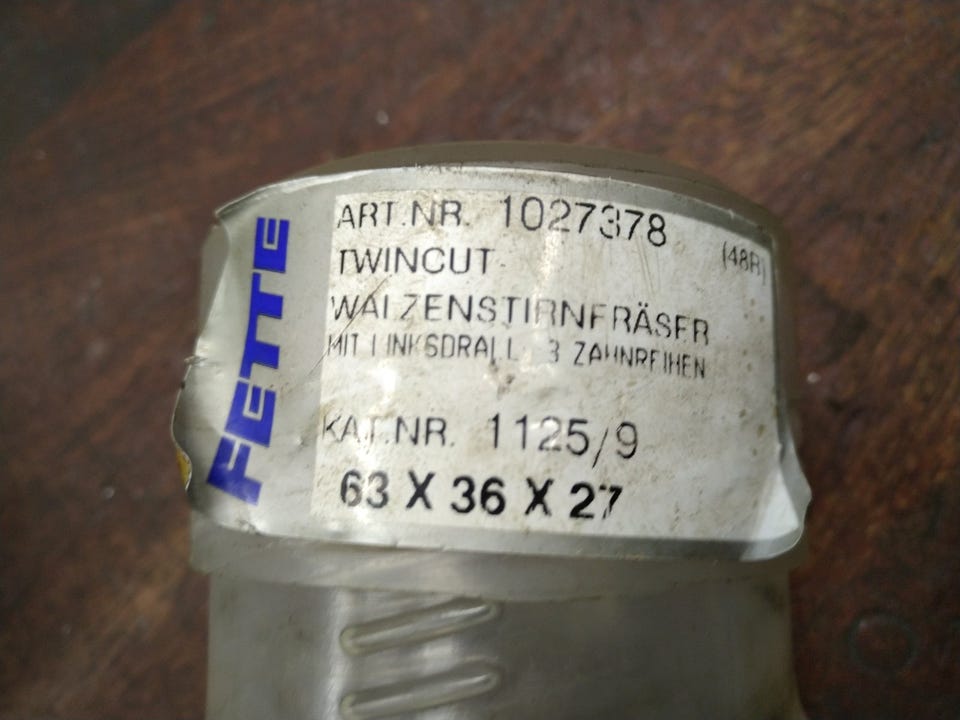 FETTE
ART.NR. 1027378
(48R)
TWINCUT-
WALZENSTIRNFRÄSER
MIT LINKSDRALL 3 ZAHNREIHEN
KAT.NR. 1125/9
63 X 36 X 27